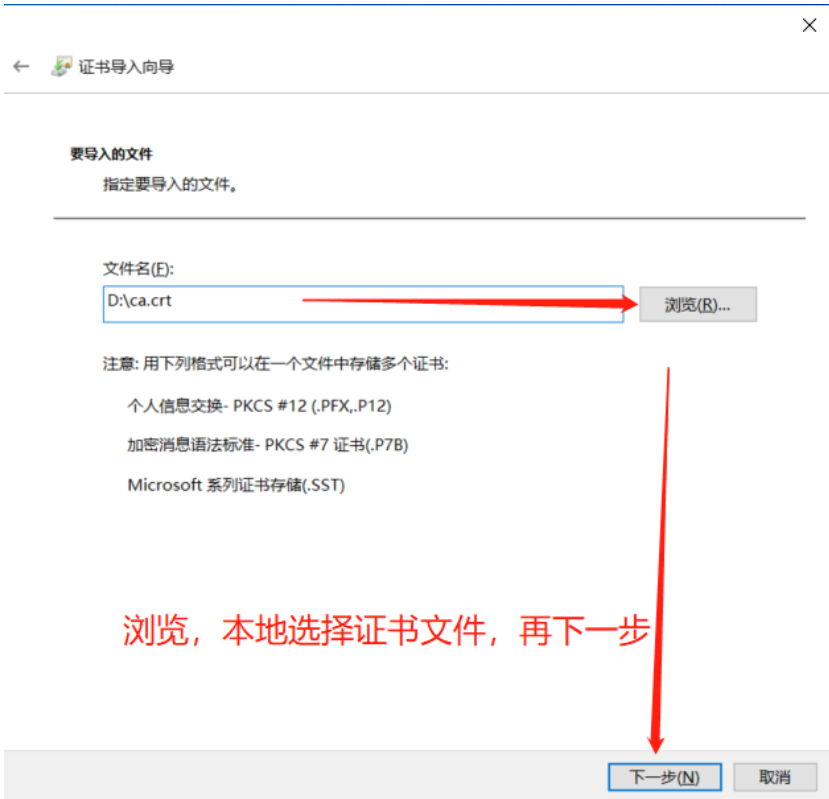 证书导入向导
要导入的文件
指定要导入的文件。
文件名(F):
D:\ca.crt
浏览(R)...
注意: 用下列格式可以在一个文件中存储多个证书:
个人信息交换- PKCS #12 (.PFX,.P12)
加密消息语法标准- PKCS #7 证书(.P7B)
Microsoft 系列证书存储(.SST)
浏览，本地选择证书文件，再下一步
下一步(N)
取消